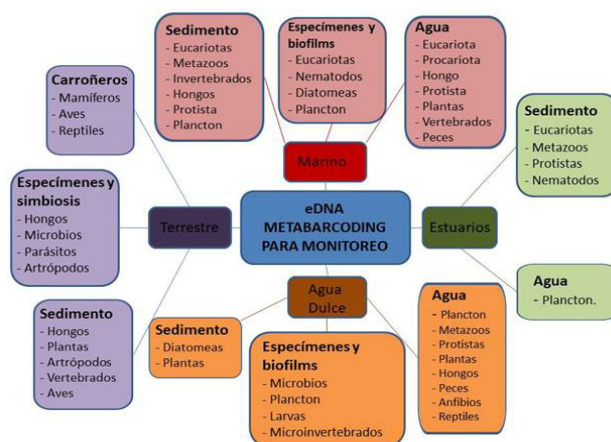 Sedimento
- Eucariotas
- Metazoos
- Invertebrados
- Hongos
- Protista
- Plancton
Especímenes y
biofilms
- Eucariotas
- Nematodos
- Diatomeas
- Plancton
Agua
- Eucariota
- Procariota
- Hongo
- Protista
- Plantas
- Vertebrados
- Peces
Carroñeros
- Mamíferos
- Aves
- Reptiles
Sedimento
- Eucariotas
- Metazoos
- Protistas
- Nematodos
Marino
Especímenes y
simbiosis
- Hongos
- Microbios
- Parásitos
- Artrópodos
Terrestre
eDNA
METABARCODING
PARA MONITOREO
Estuarios
Agua
- Plancton.
Agua
Dulce
Sedimento
- Hongos
- Plantas
- Artrópodos
- Vertebrados
- Aves
Sedimento
- Diatomeas
- Plantas
Especímenes y
biofilms
- Microbios
- Plancton
- Larvas
- Microinvertebrados
Agua
- Plancton
- Metazoos
- Protistas
- Plantas
- Hongos
- Peces
- Anfibios
- Reptiles